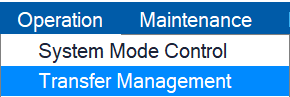 Operation Maintenance
System Mode Control
Transfer Management